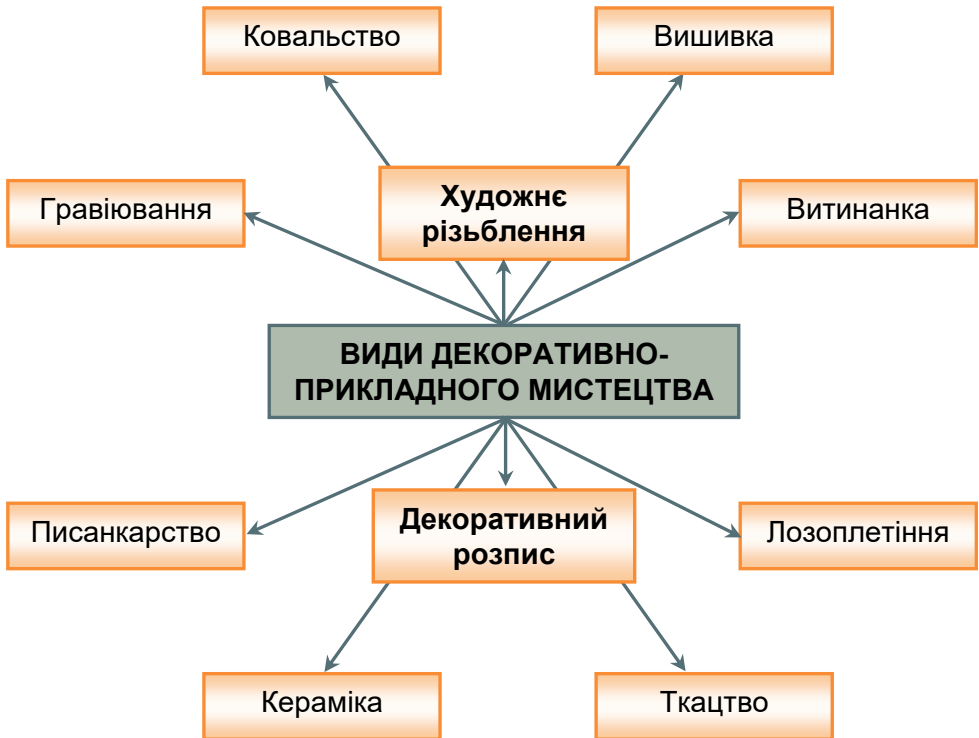 Ковальство
Вишивка
Художнє
різьблення
Гравіювання
Витинанка
ВИДИ ДЕКОРАТИВНО-
ПРИКЛАДНОГО МИСТЕЦТВА
Писанкарство
Декоративний
розпис
Лозоплетіння
Кераміка
Ткацтво